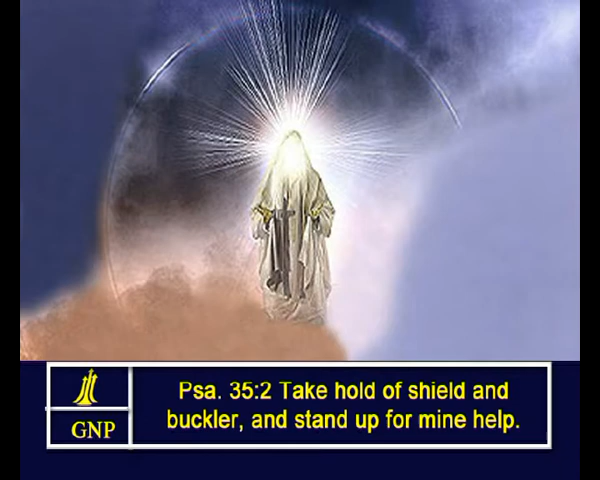 Psa. 35:2 Take hold of shield and
buckler, and stand up for mine help.
GNP